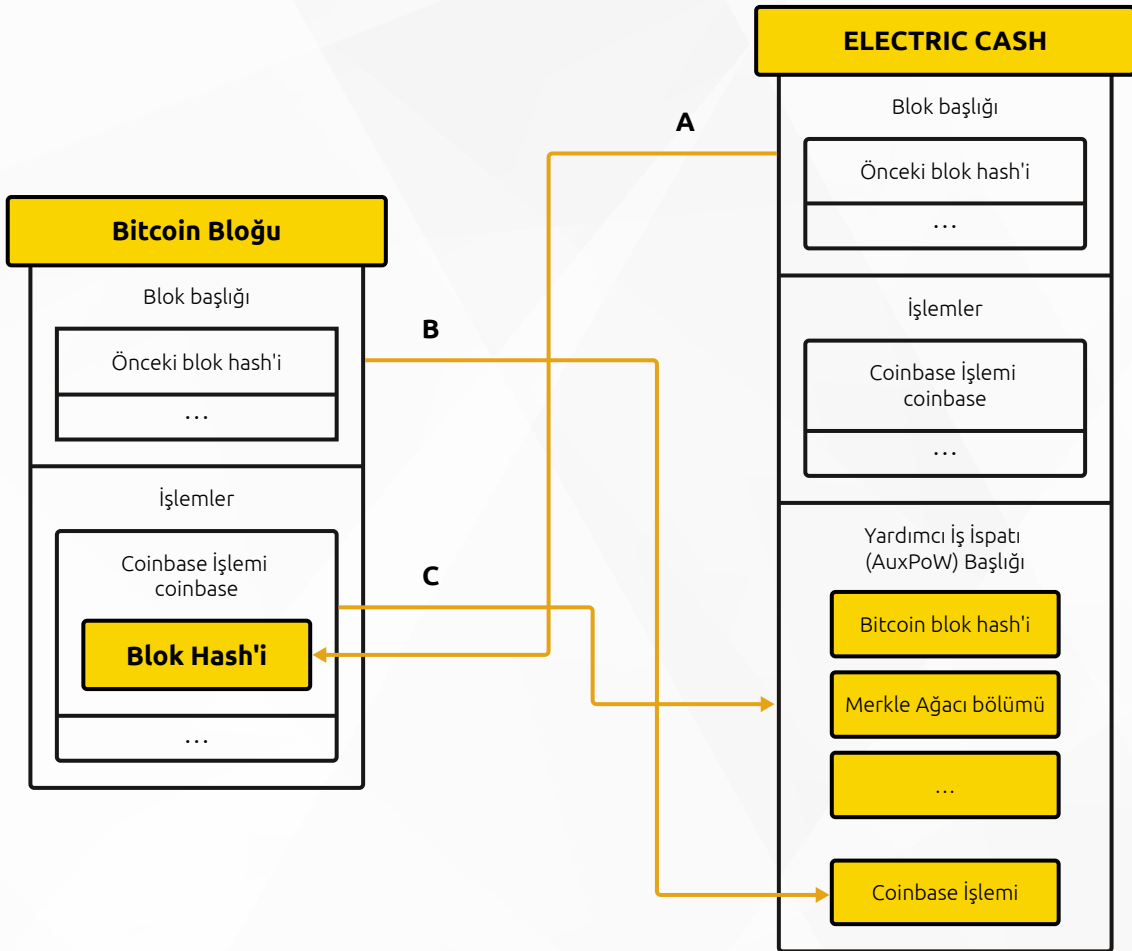 ELECTRIC CASH
Blok başlığı
Önceki blok hash'i
...
İşlemler
Coinbase İşlemi
coinbase
...
Yardımcı İş İspatı
(AuxPoW) Başlığı
Bitcoin blok hash'i
Merkle Ağacı bölümü
...
Coinbase İşlemi
A
B
C
Bitcoin Bloğu
Blok başlığı
Önceki blok hash'i
...
İşlemler
Coinbase İşlemi
coinbase
Blok Hash'i
...